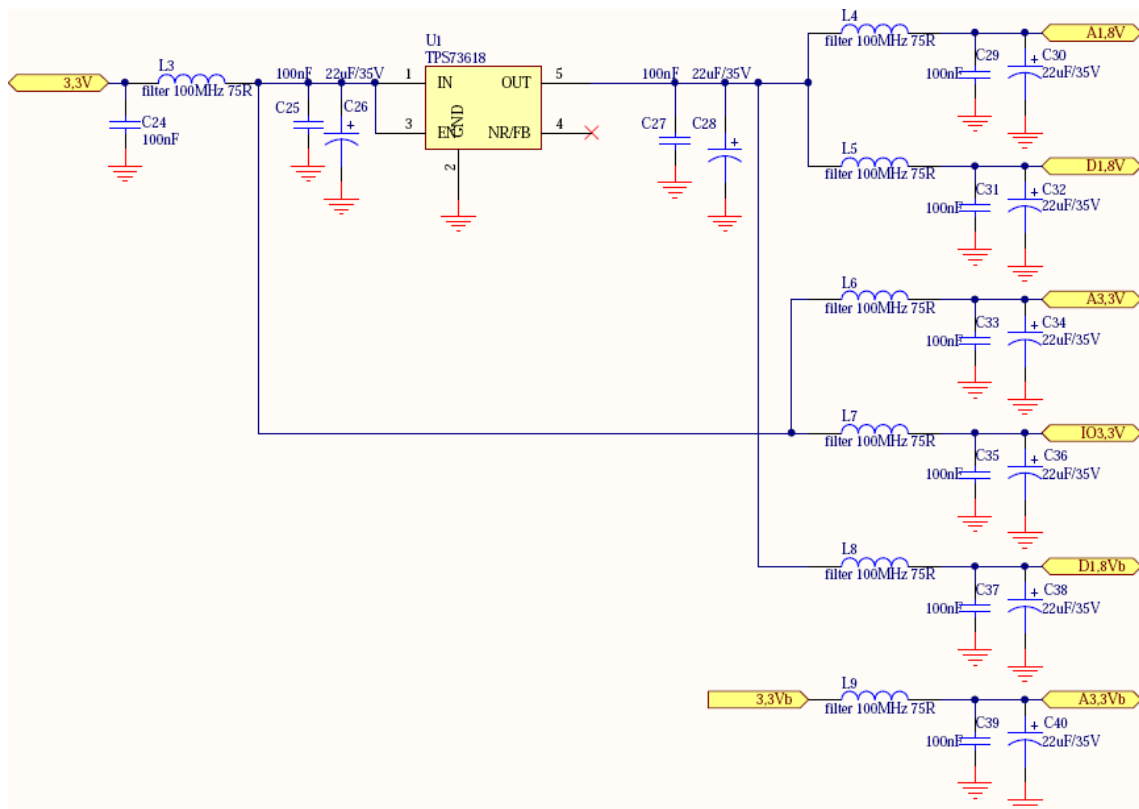 U1
TPS73618
L3
3,3V
filter 100MHz 75R
C24
100nF
100nF
22uF/35V
C25
C26
1
IN
OUT
5
3
EN
GND
NR/FB
4
2
100nF
22uF/35V
C27
C28
L4
filter 100MHz 75R
C29
100nF
C30
22uF/35V
A1,8V
L5
filter 100MHz 75R
C31
100nF
C32
22uF/35V
D1,8V
L6
filter 100MHz 75R
C33
100nF
C34
22uF/35V
A3,3V
L7
filter 100MHz 75R
C35
100nF
C36
22uF/35V
IO3,3V
L8
filter 100MHz 75R
C37
100nF
C38
22uF/35V
D1,8Vb
3,3Vb
L9
filter 100MHz 75R
C39
100nF
C40
22uF/35V
A3,3Vb